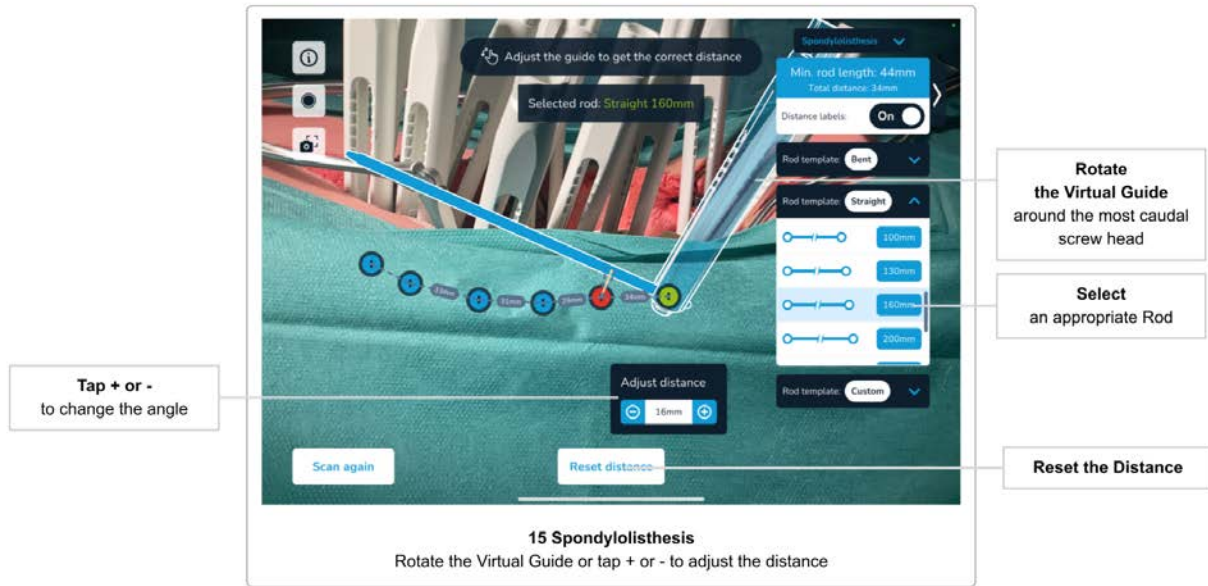 Spondylolisthesis
Adjust the guide to get the correct distance
Min. rod length: 44mm
Total distance: 34mm
Selected rod: Straight 160mm
Distance labels: On
Rod template: Bent
Rod template: Straight
100mm
130mm
160mm
200mm
Rod template: Custom
33mm
31mm
29mm
34mm
Adjust distance
16mm
Scan again
Reset distance
Rotate
the Virtual Guide
around the most caudal
screw head
Select
an appropriate Rod
Tap + or -
to change the angle
Reset the Distance
15 Spondylolisthesis
Rotate the Virtual Guide or tap + or - to adjust the distance